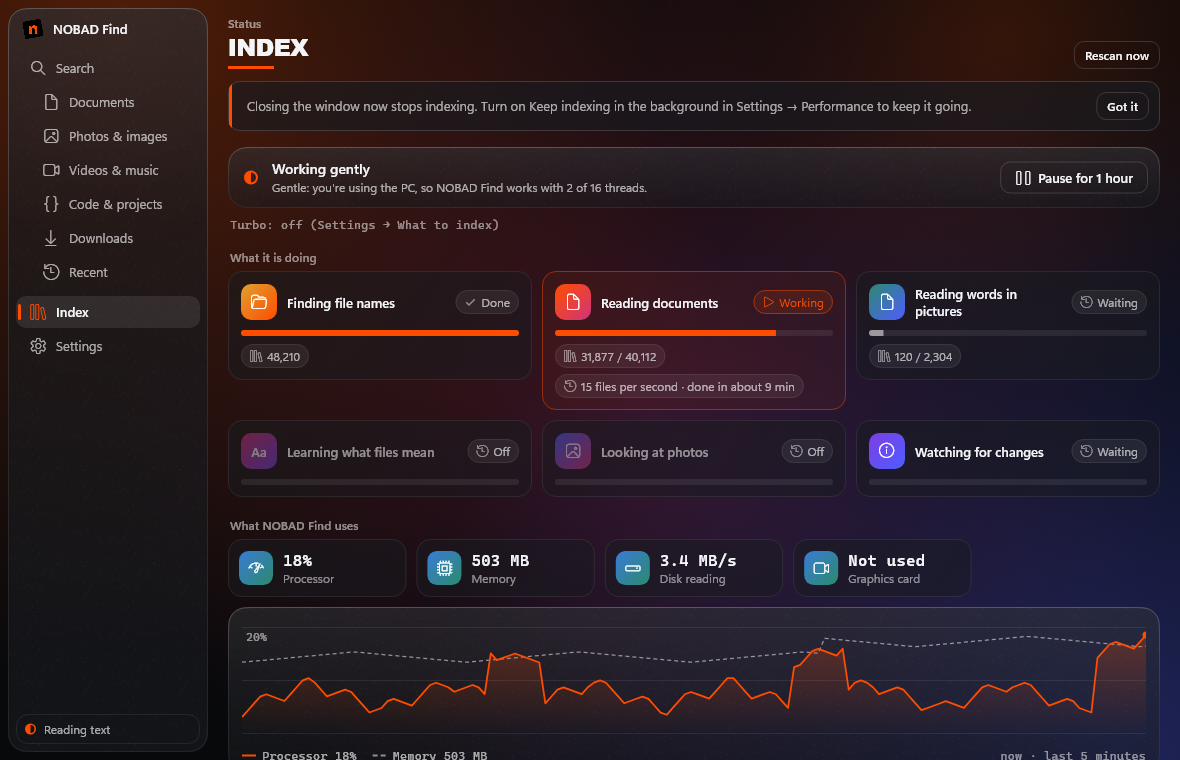 NOBAD Find
Search
Documents
Photos & images
Videos & music
Code & projects
Downloads
Recent
Index
Settings
Reading text
Status
INDEX
Rescan now
Closing the window now stops indexing. Turn on Keep indexing in the background in Settings → Performance to keep it going.
Got it
Working gently
Gentle: you're using the PC, so NOBAD Find works with 2 of 16 threads.
Pause for 1 hour
Turbo: off (Settings → What to index)
What it is doing
Finding file names
Done
48,210
Reading documents
Working
31,877 / 40,112
15 files per second · done in about 9 min
Reading words in
pictures
Waiting
120 / 2,304
Aa
Learning what files mean
Off
Looking at photos
Off
Watching for changes
Waiting
What NOBAD Find uses
18%
Processor
503 MB
Memory
3.4 MB/s
Disk reading
Not used
Graphics card
20%
Processor 18%
Memory 503 MB
now · last 5 minutes